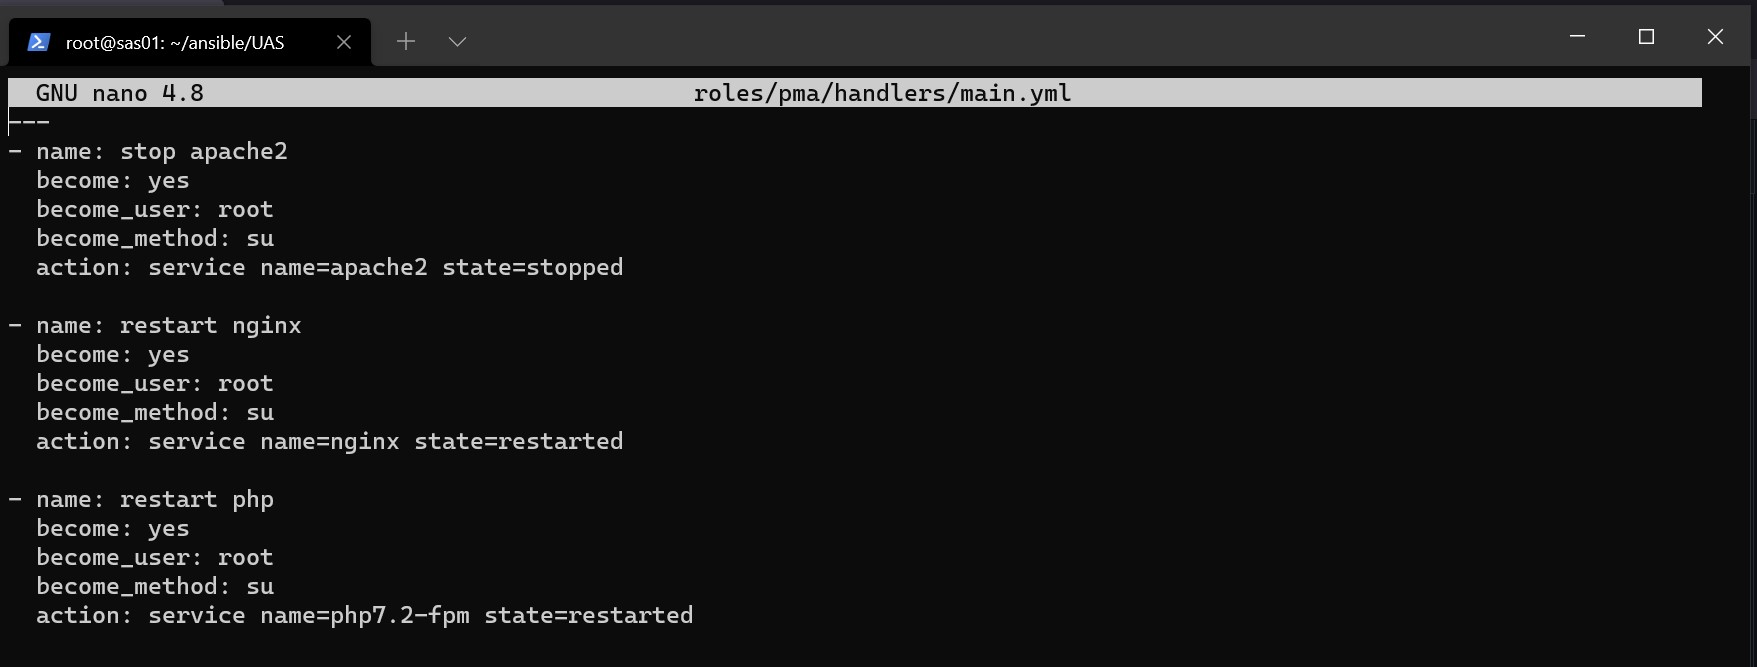 root@sas01: ~/ansible/UAS
GNU nano 4.8 roles/pma/handlers/main.yml
---
- name: stop apache2
  become: yes
  become_user: root
  become_method: su
  action: service name=apache2 state=stopped

- name: restart nginx
  become: yes
  become_user: root
  become_method: su
  action: service name=nginx state=restarted

- name: restart php
  become: yes
  become_user: root
  become_method: su
  action: service name=php7.2-fpm state=restarted